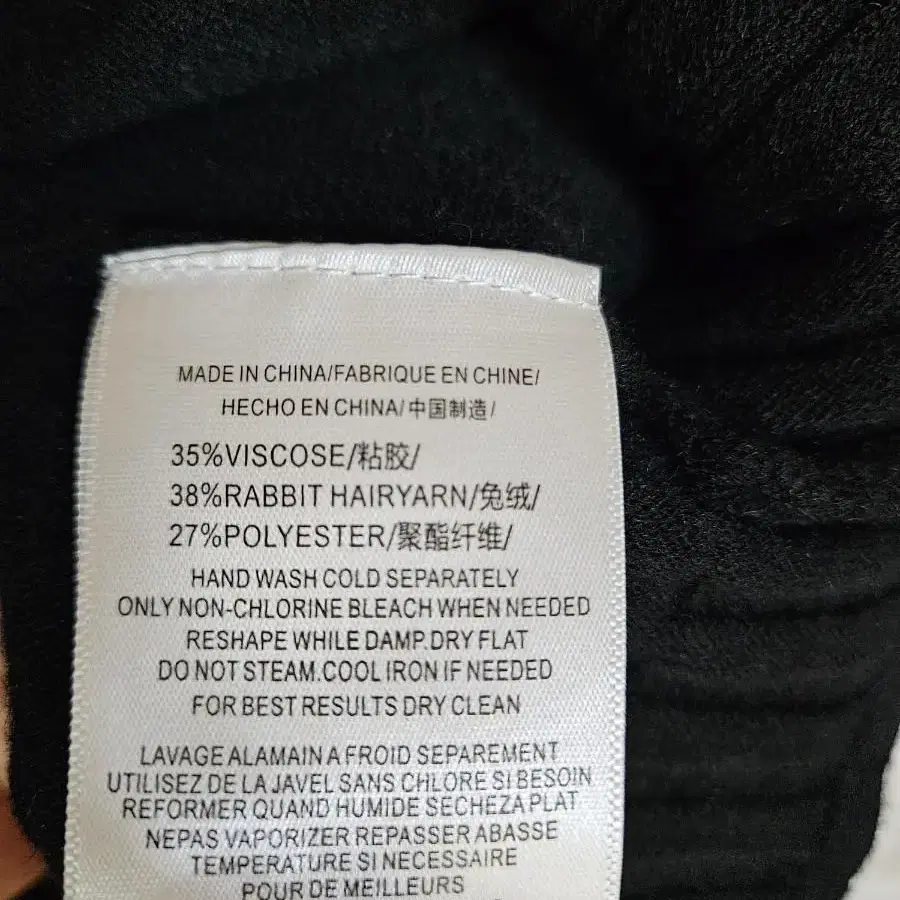 MADE IN CHINA/FABRIQUE EN CHINE/
HECHO EN CHINA/中国制造/
35%VISCOSE/粘胶/
38%RABBIT HAIRYARN/兔绒/
27%POLYESTER/聚酯纤维/
HAND WASH COLD SEPARATELY
ONLY NON-CHLORINE BLEACH WHEN NEEDED
RESHAPE WHILE DAMP.DRY FLAT
DO NOT STEAM.COOL IRON IF NEEDED
FOR BEST RESULTS DRY CLEAN
LAVAGE ALAMAIN A FROID SEPAREMENT
UTILISEZ DE LA JAVEL SANS CHLORE SI BESOIN
REFORMER QUAND HUMIDE SECHEZA PLAT
NEPAS VAPORIZER REPASSER ABASSE
TEMPERATURE SI NECESSAIRE
POUR DE MEILLEURS